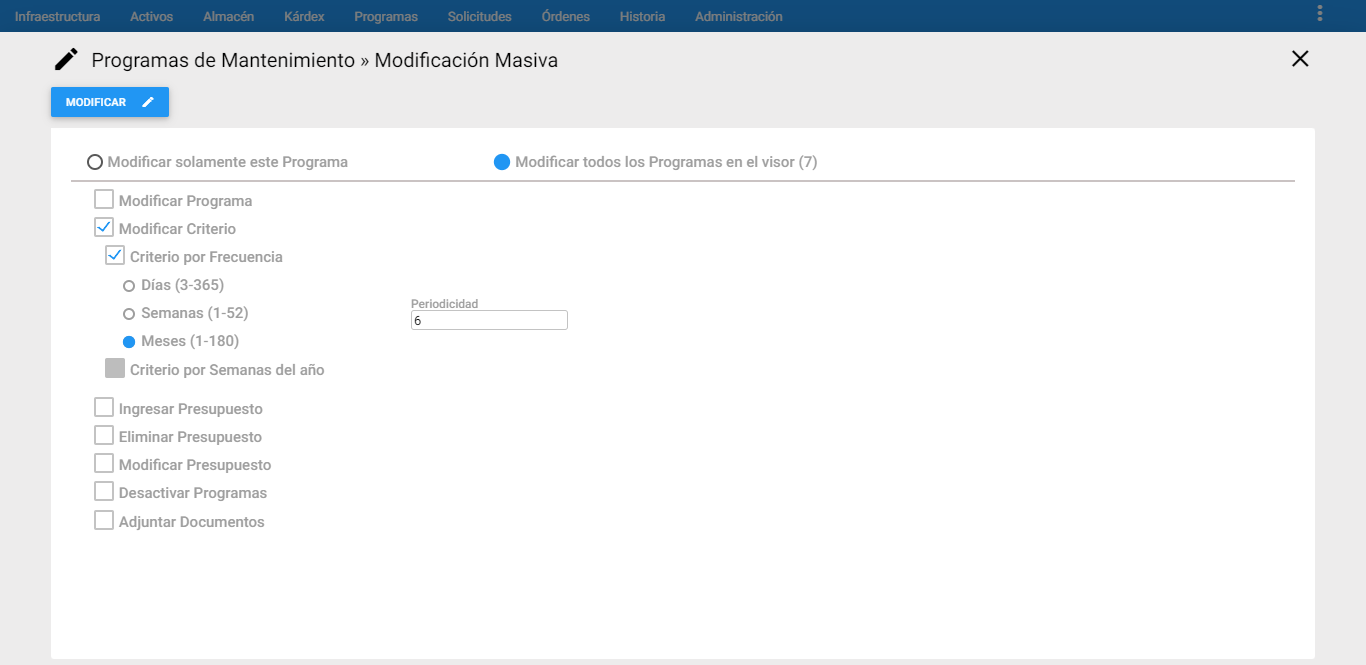 Infraestructura Activos Almacén Kárdex Programas Solicitudes Órdenes Historia Administración
Programas de Mantenimiento » Modificación Masiva
MODIFICAR
Modificar solamente este Programa Modificar todos los Programas en el visor (7)
Modificar Programa
Modificar Criterio
Criterio por Frecuencia
Días (3-365)
Semanas (1-52)
Meses (1-180)
Periodicidad
6
Criterio por Semanas del año
Ingresar Presupuesto
Eliminar Presupuesto
Modificar Presupuesto
Desactivar Programas
Adjuntar Documentos